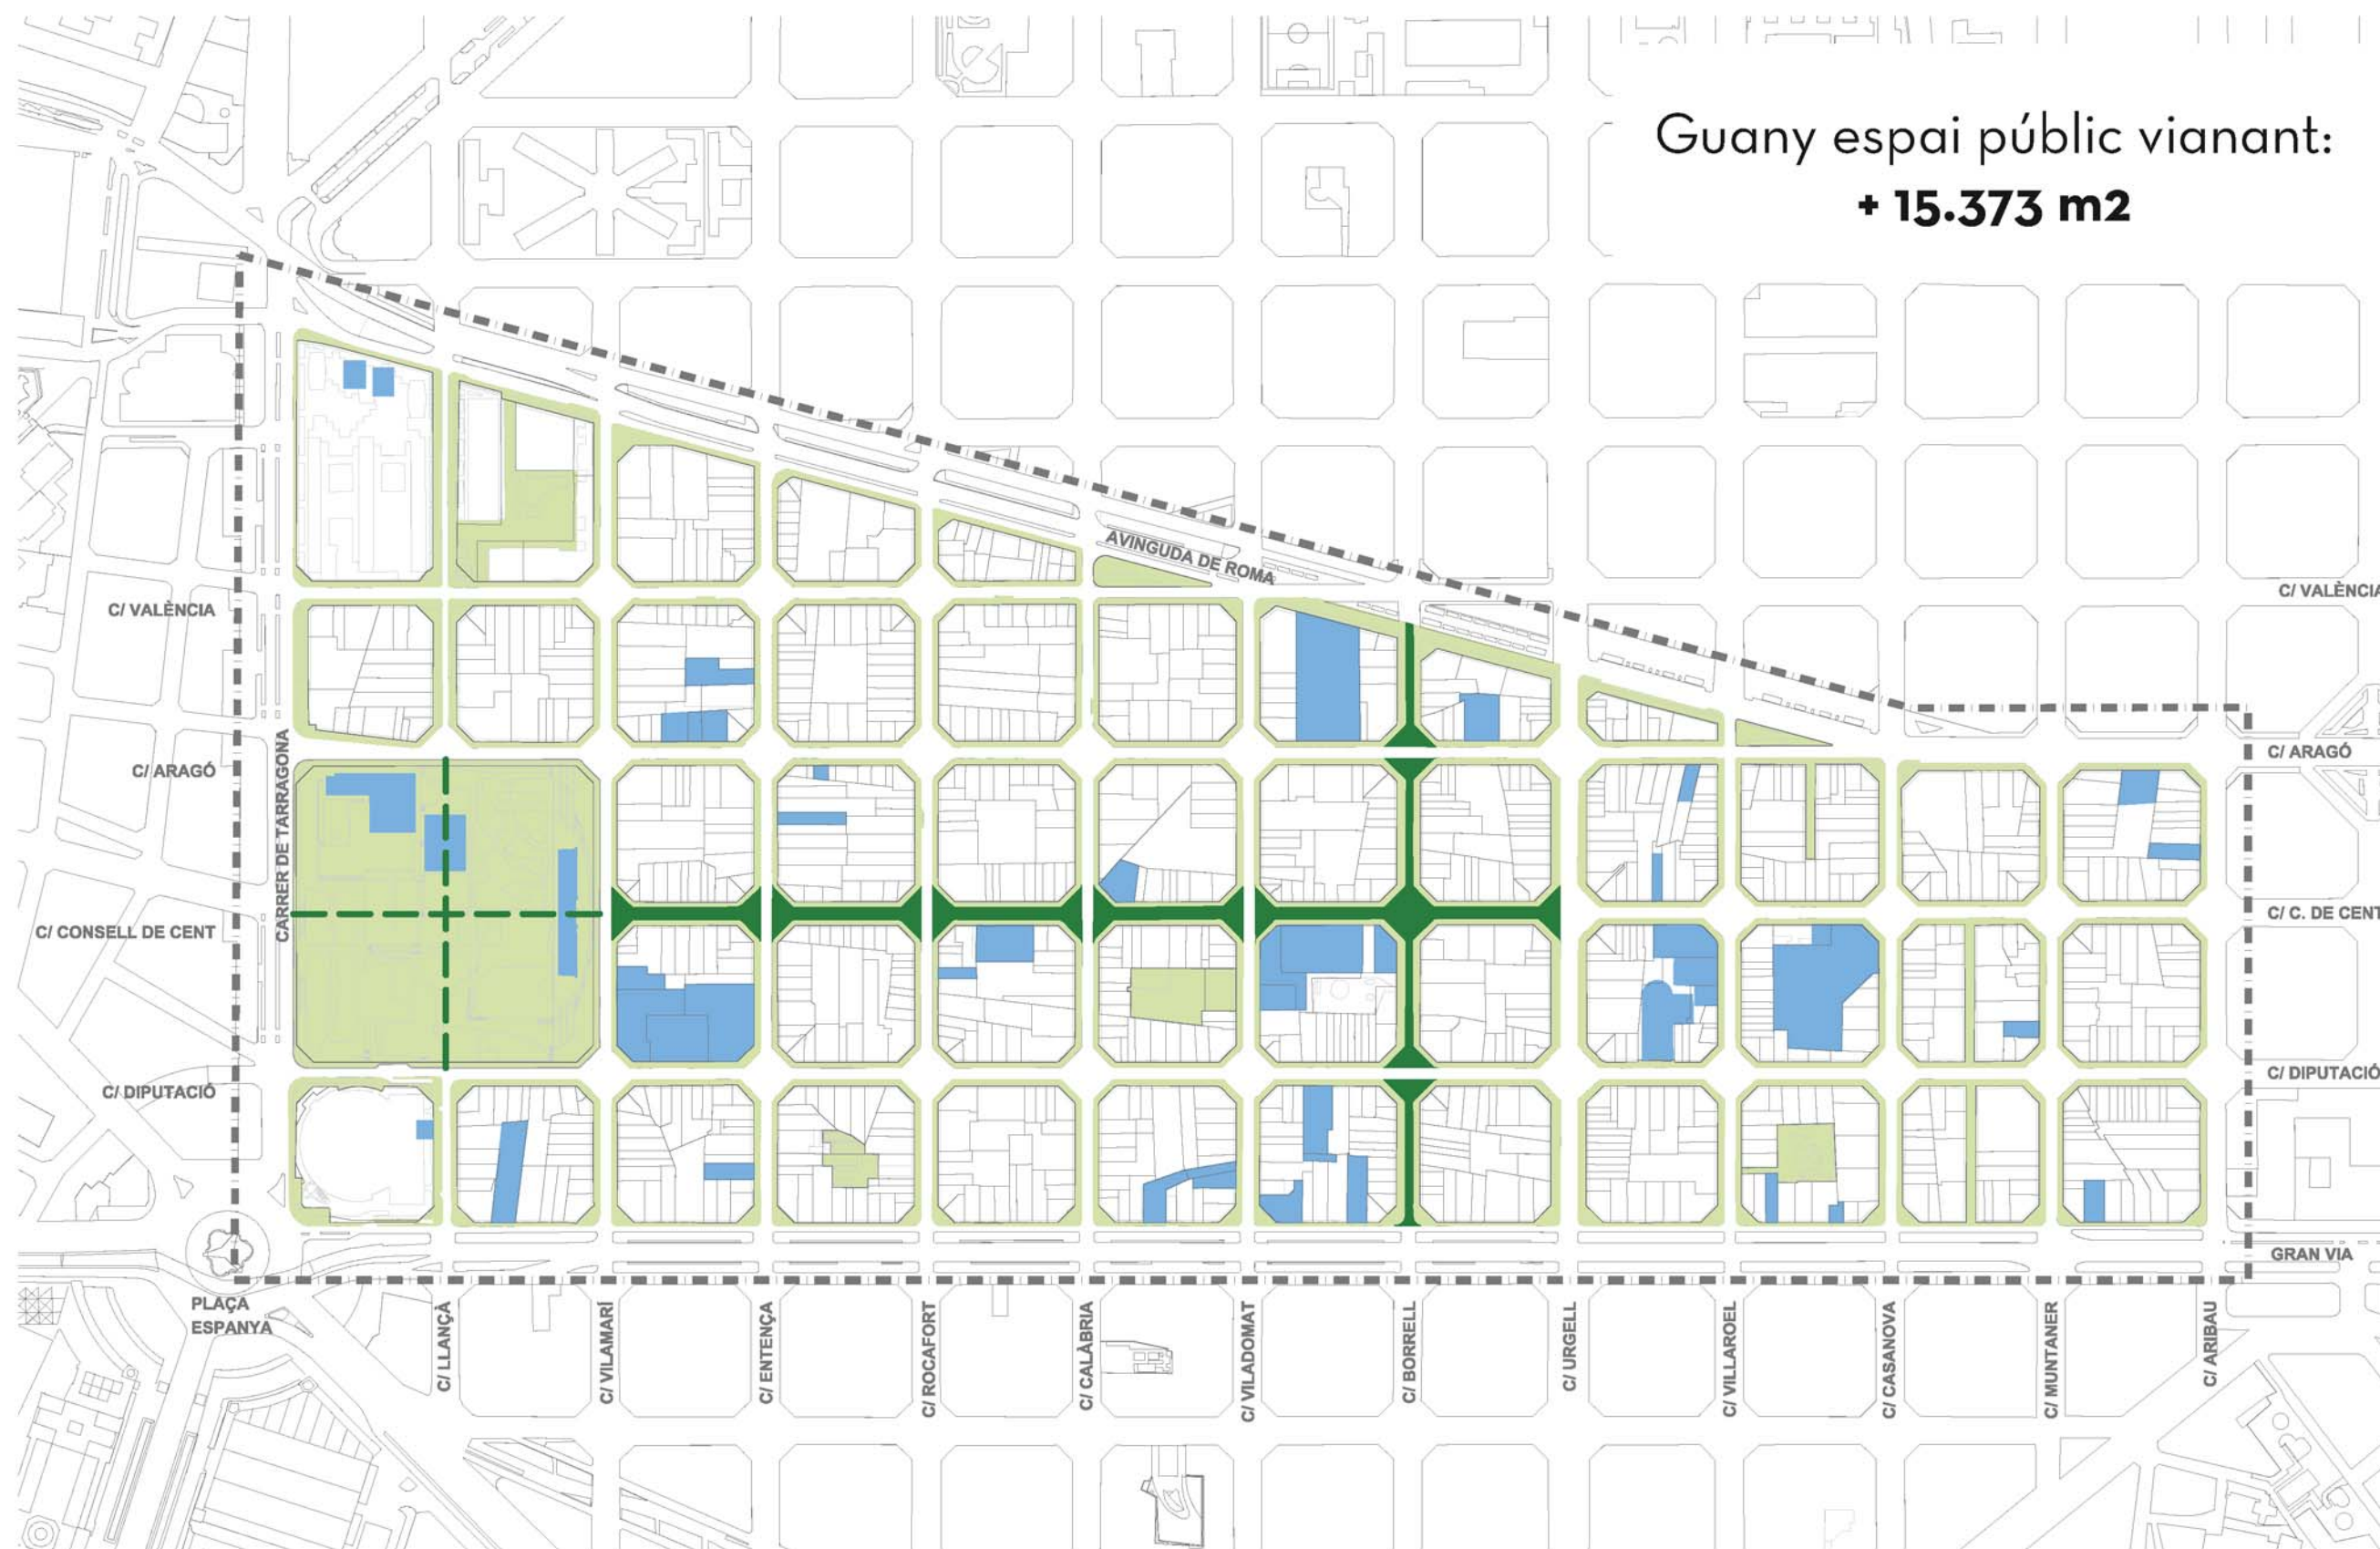 Guany espai públic vianant:
+ 15.373 m2
AVINGUDA DE ROMA
C/ VALÈNCIA
C/ VALÈNCIA
C/ ARAGÓ
C/ ARAGÓ
CARRER DE TARRAGONA
C/ CONSELL DE CENT
C/ C. DE CENT
C/ DIPUTACIÓ
C/ DIPUTACIÓ
GRAN VIA
PLAÇA
ESPANYA
C/ LLANÇÀ
C/ VILAMARÍ
C/ ENTENÇA
C/ ROCAFORT
C/ CALÀBRIA
C/ VILADOMAT
C/ BORRELL
C/ URGELL
C/ VILLAROEL
C/ CASANOVA
C/ MUNTANER
C/ ARIBAU